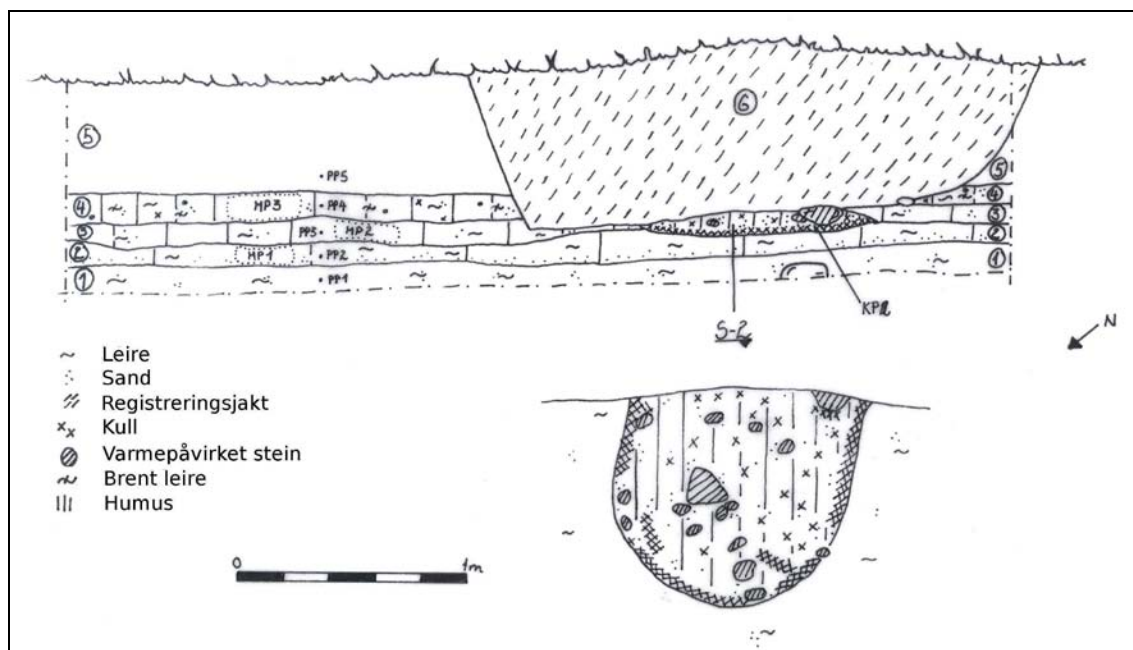 6
5
5
PP5
4
MP3
PP4
4
3
PP3
MP2
3
2
MP1
PP2
2
1
PP1
1
S-2
KP2
N
~ Leire
Sand
Registreringsjakt
x x Kull
Varmepåvirket stein
Brent leire
Humus
0
1m